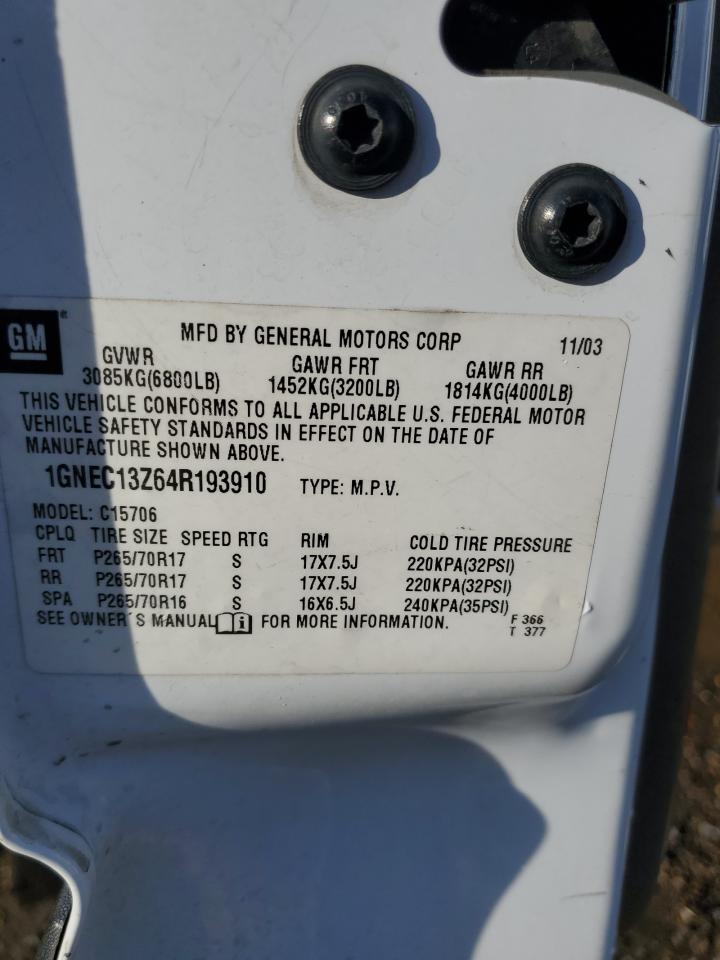 GM®
MFD BY GENERAL MOTORS CORP 11/03
GVWR GAWR FRT GAWR RR
3085KG(6800LB) 1452KG(3200LB) 1814KG(4000LB)
THIS VEHICLE CONFORMS TO ALL APPLICABLE U.S. FEDERAL MOTOR
VEHICLE SAFETY STANDARDS IN EFFECT ON THE DATE OF
MANUFACTURE SHOWN ABOVE.
1GNEC13Z64R193910 TYPE: M.P.V.
MODEL: C15706
CPLQ TIRE SIZE SPEED RTG RIM COLD TIRE PRESSURE
FRT P265/70R17 S 17X7.5J 220KPA(32PSI)
RR P265/70R17 S 17X7.5J 220KPA(32PSI)
SPA P265/70R16 S 16X6.5J 240KPA(35PSI)
SEE OWNER'S MANUAL i FOR MORE INFORMATION.
F 366
T 377